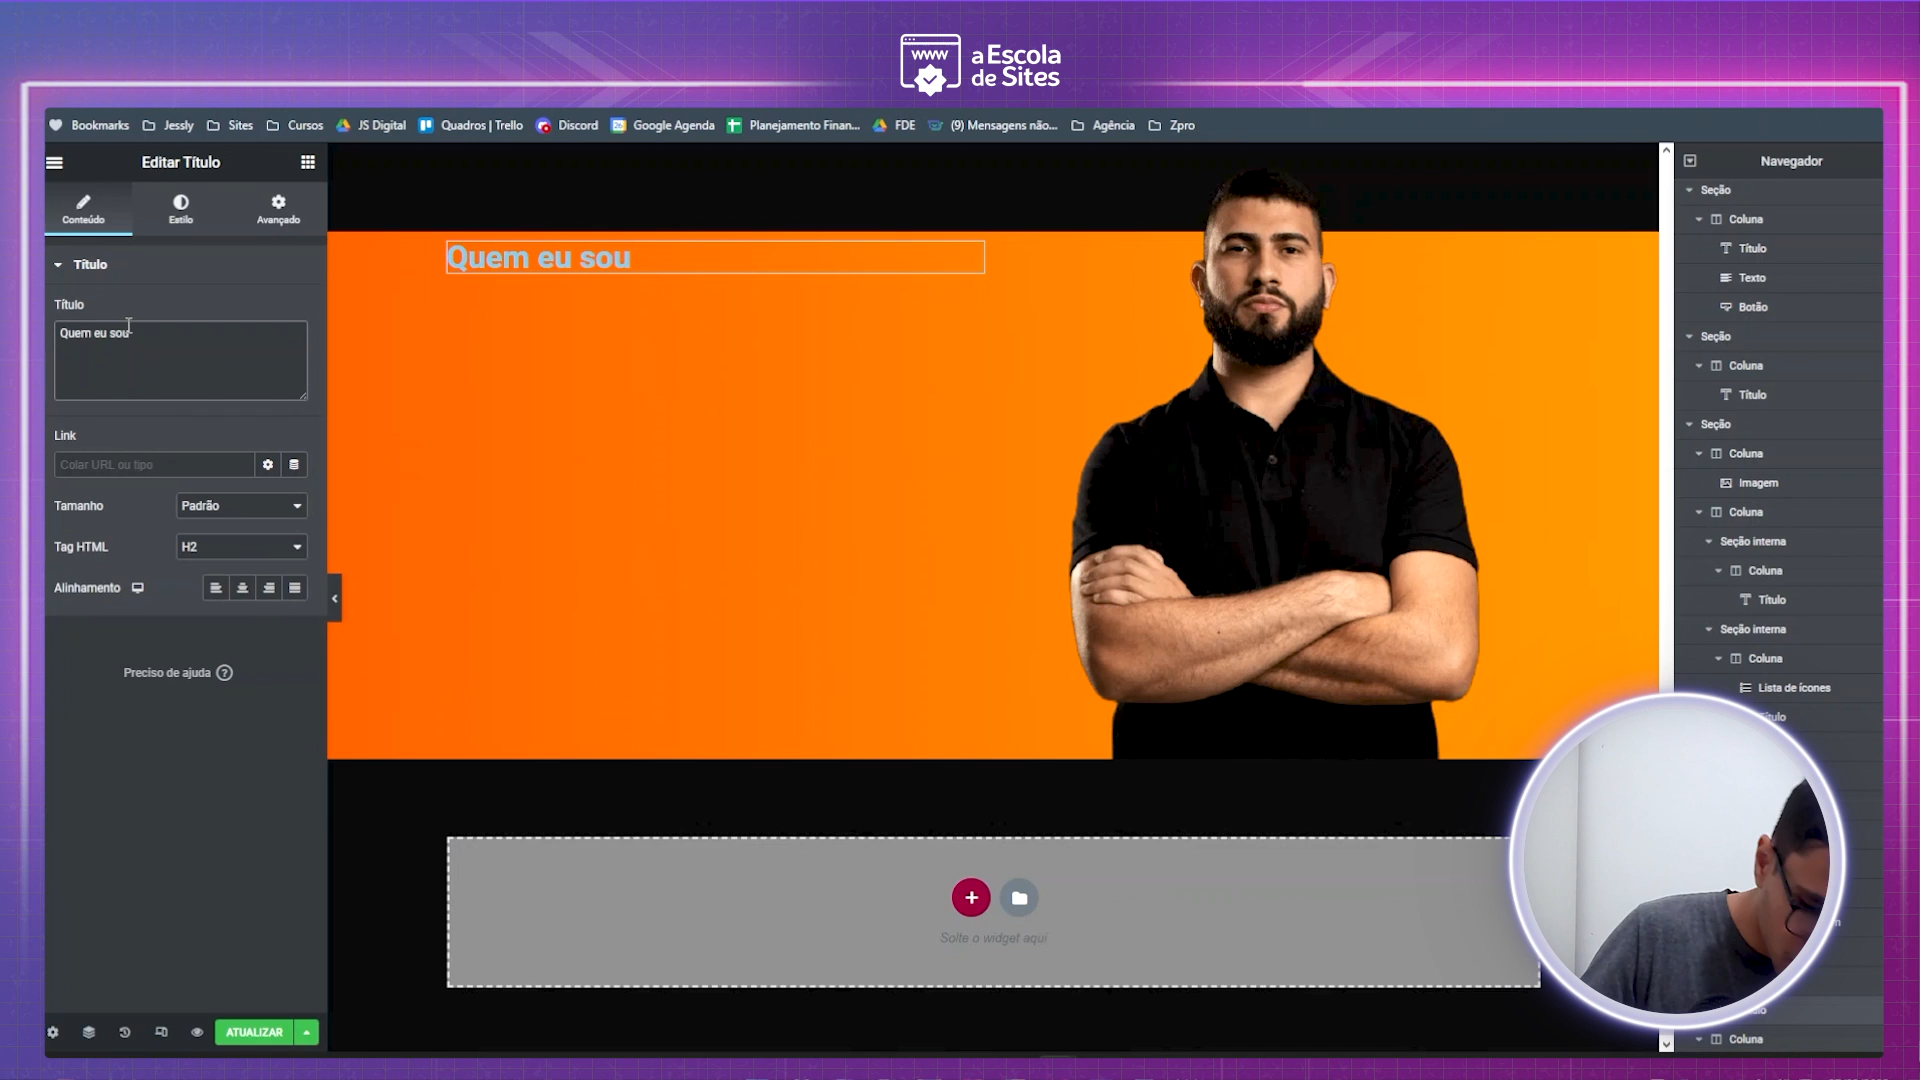 www
a Escola
de Sites
Bookmarks
Jessly
Sites
Cursos
JS Digital
Quadros | Trello
Discord
Google Agenda
Planejamento Finan...
FDE
(9) Mensagens não...
Agência
Zpro
Editar Título
Conteúdo
Estilo
Avançado
Título
Título
Quem eu sou
Link
Colar URL ou tipo
Tamanho
Padrão
Tag HTML
H2
Alinhamento
Preciso de ajuda
ATUALIZAR
Quem eu sou
Solte o widget aqui
Navegador
Seção
Coluna
Título
Texto
Botão
Seção
Coluna
Título
Seção
Coluna
Imagem
Coluna
Seção interna
Coluna
Título
Seção interna
Coluna
Lista de ícones
Título
Coluna